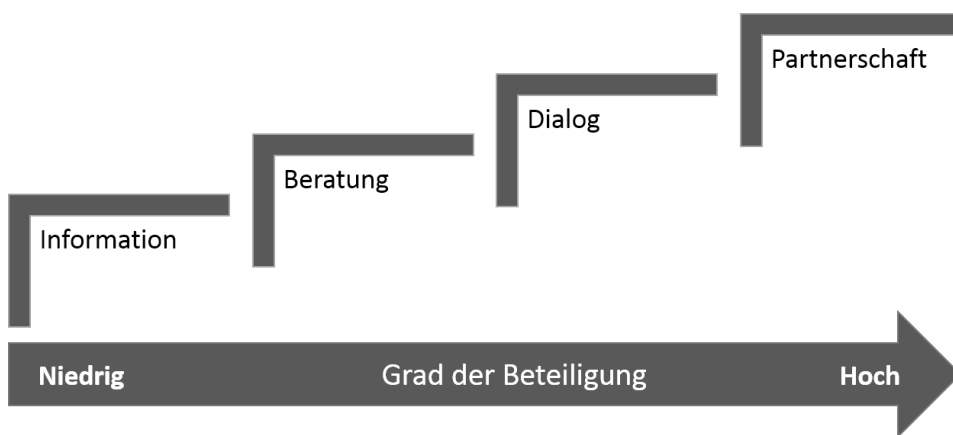 Partnerschaft
Dialog
Beratung
Information
Niedrig Grad der Beteiligung Hoch